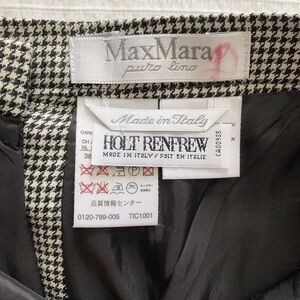 MaxMara
puro lino
Made in Italy
HOLT RENFREW
MADE IN ITALY / FAIT EN ITALIE
CA00985
N
36
品質情報センター
0120-789-005 TIC1001